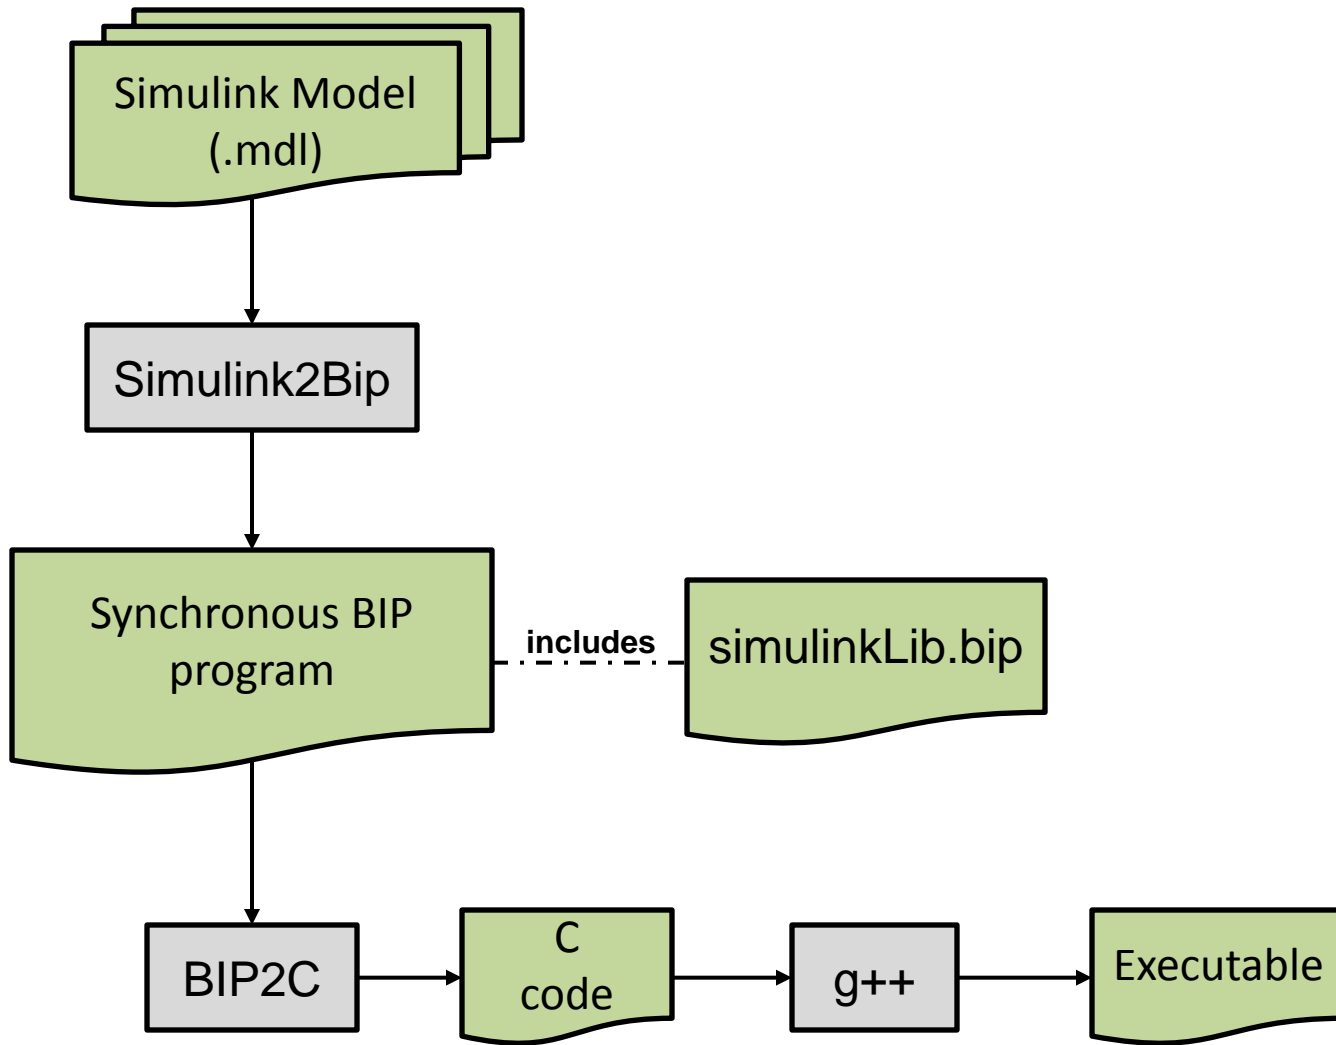 Simulink Model
(.mdl)
Simulink2Bip
Synchronous BIP
program
includes
simulinkLib.bip
BIP2C
C
code
g++
Executable